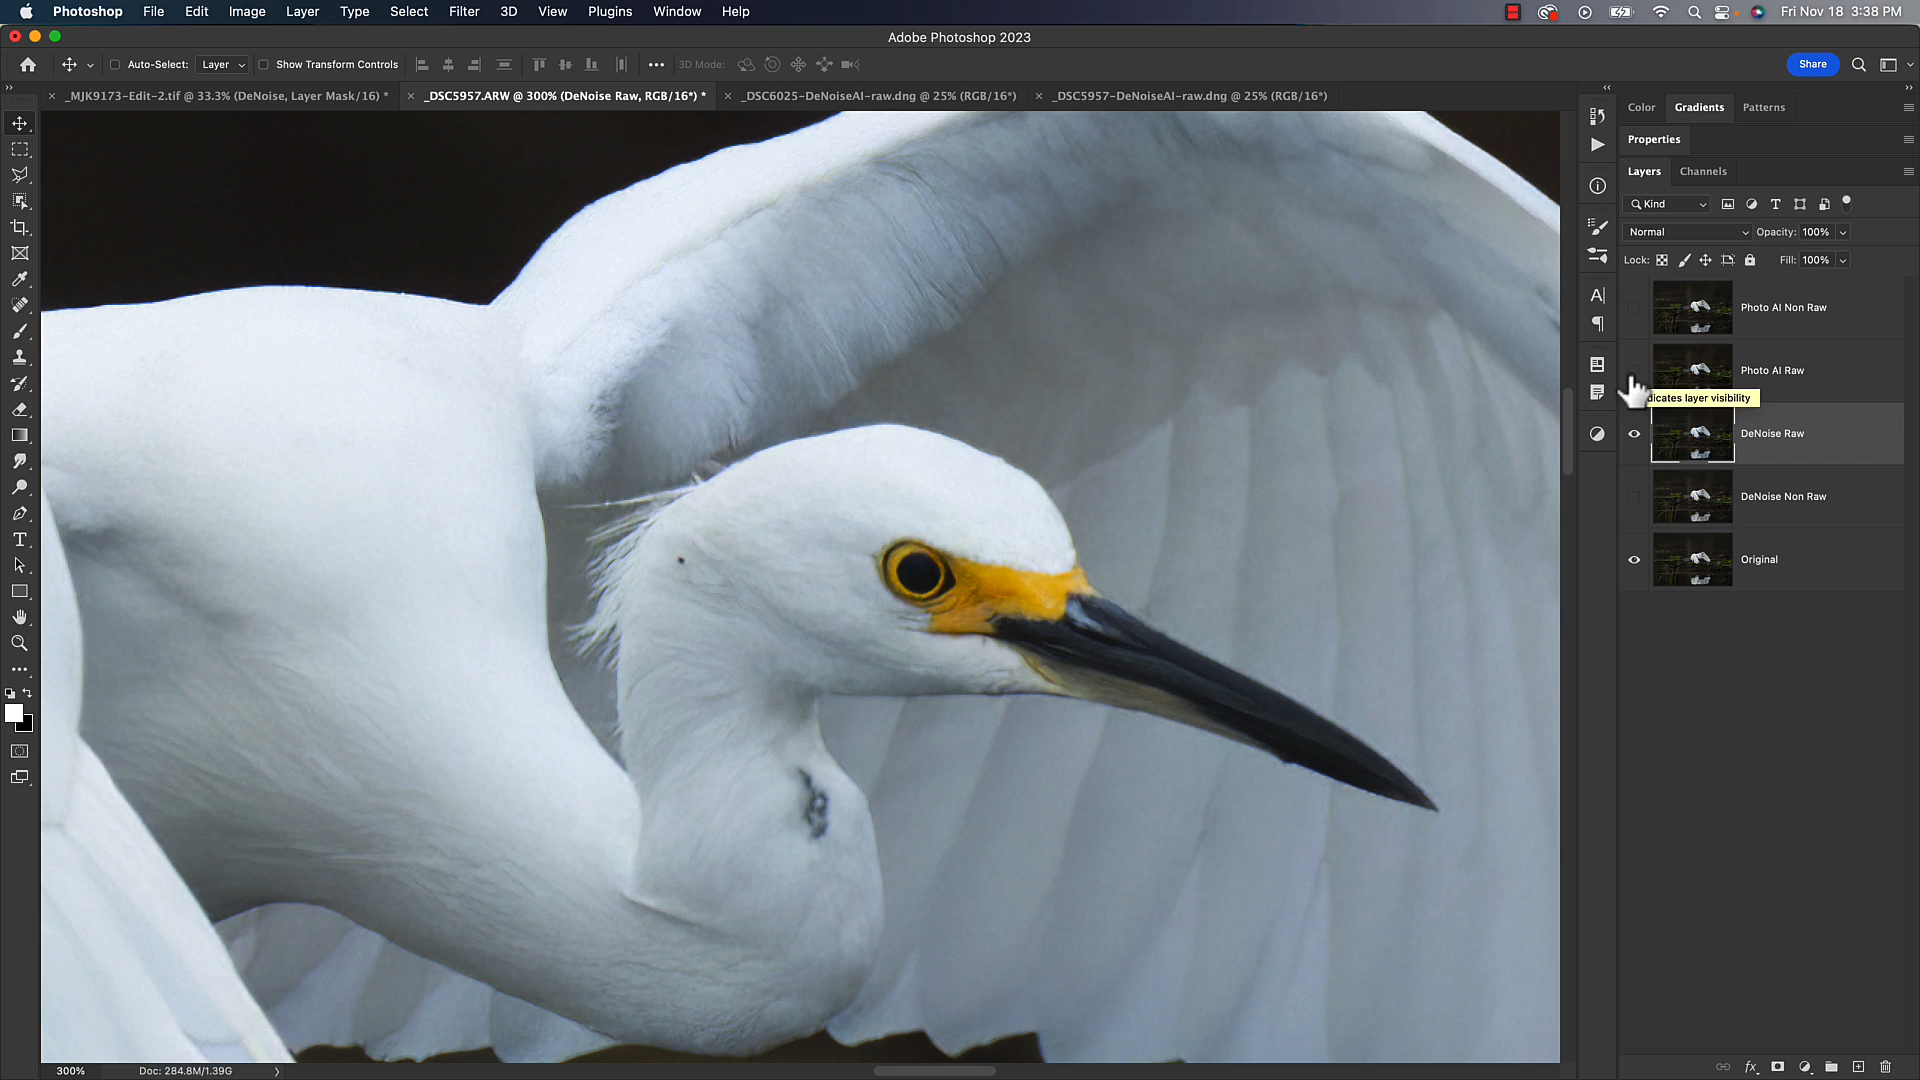 Photoshop File Edit Image Layer Type Select Filter 3D View Plugins Window Help Fri Nov 18 3:38 PM
Adobe Photoshop 2023
Auto-Select: Layer Show Transform Controls 3D Mode: Share
_MJK9173-Edit-2.tif @ 33.3% (DeNoise, Layer Mask/16) * _DSC5957.ARW @ 300% (DeNoise Raw, RGB/16*) * _DSC6025-DeNoiseAI-raw.dng @ 25% (RGB/16*) _DSC5957-DeNoiseAI-raw.dng @ 25% (RGB/16*)
Color Gradients Patterns
Properties
Layers Channels
Kind
Normal Opacity: 100%
Lock: Fill: 100%
Photo AI Non Raw
Photo AI Raw
dicates layer visibility
DeNoise Raw
DeNoise Non Raw
Original
300% Doc: 284.8M/1.39G